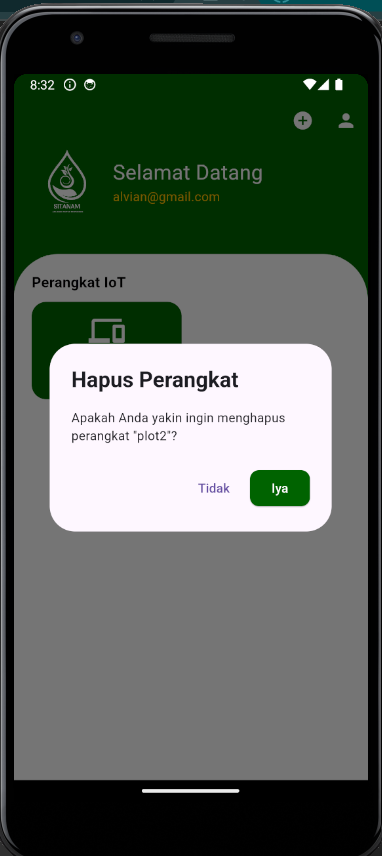 8:32
Selamat Datang
alvian@gmail.com
SITANAM
Perangkat IoT
Hapus Perangkat
Apakah Anda yakin ingin menghapus
perangkat "plot2"?
Tidak
Iya